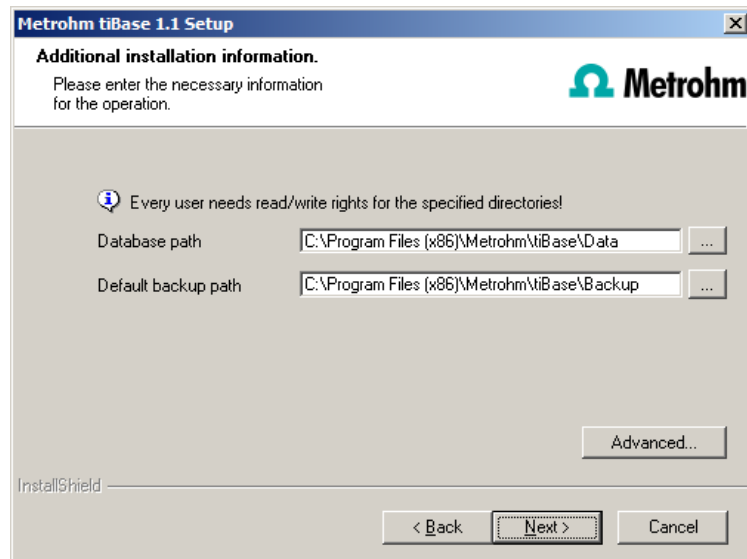 Metrohm tiBase 1.1 Setup
Additional installation information.
Please enter the necessary information
for the operation.
Metrohm
Every user needs read/write rights for the specified directories!
Database path
C:\Program Files (x86)\Metrohm\tiBase\Data
...
Default backup path
C:\Program Files (x86)\Metrohm\tiBase\Backup
...
Advanced...
InstallShield
< Back
Next >
Cancel